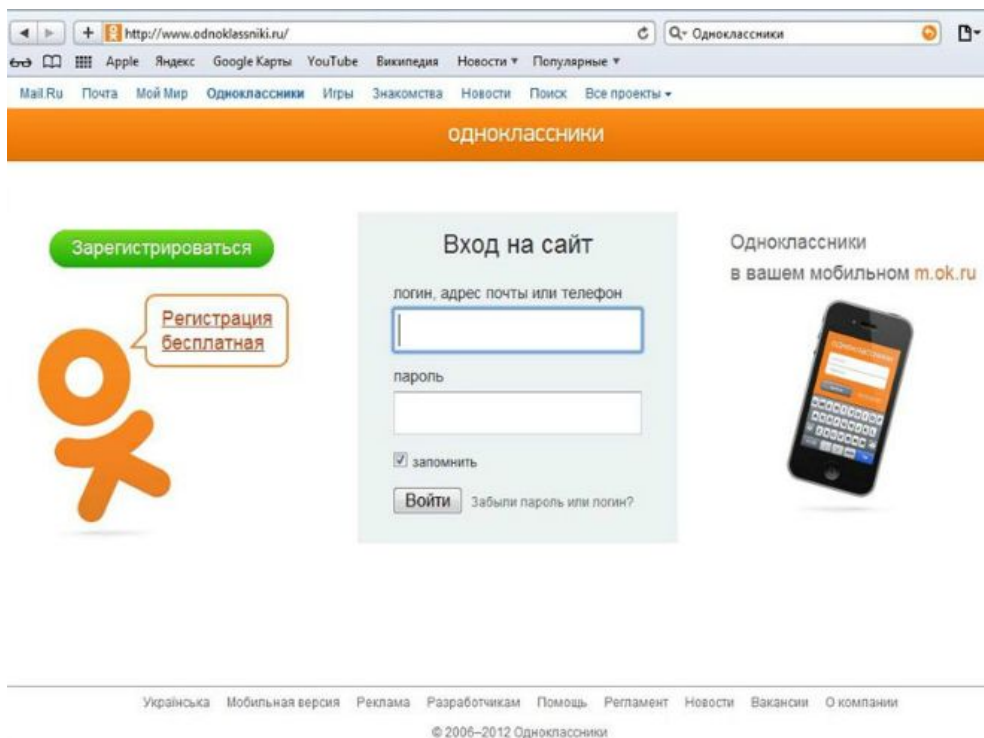 http://www.odnoklassniki.ru/ Одноклассники
Apple Яндекс Google Карты YouTube Википедия Новости Популярные
Mail.Ru Почта Мой Мир Одноклассники Игры Знакомства Новости Поиск Все проекты
одноклассники
Зарегистрироваться
Регистрация
бесплатная
Вход на сайт
логин, адрес почты или телефон
пароль
запомнить
Войти Забыли пароль или логин?
Одноклассники
в вашем мобильном m.ok.ru
Українська Мобильная версия Реклама Разработчикам Помощь Регламент Новости Вакансии О компании
© 2006–2012 Одноклассники